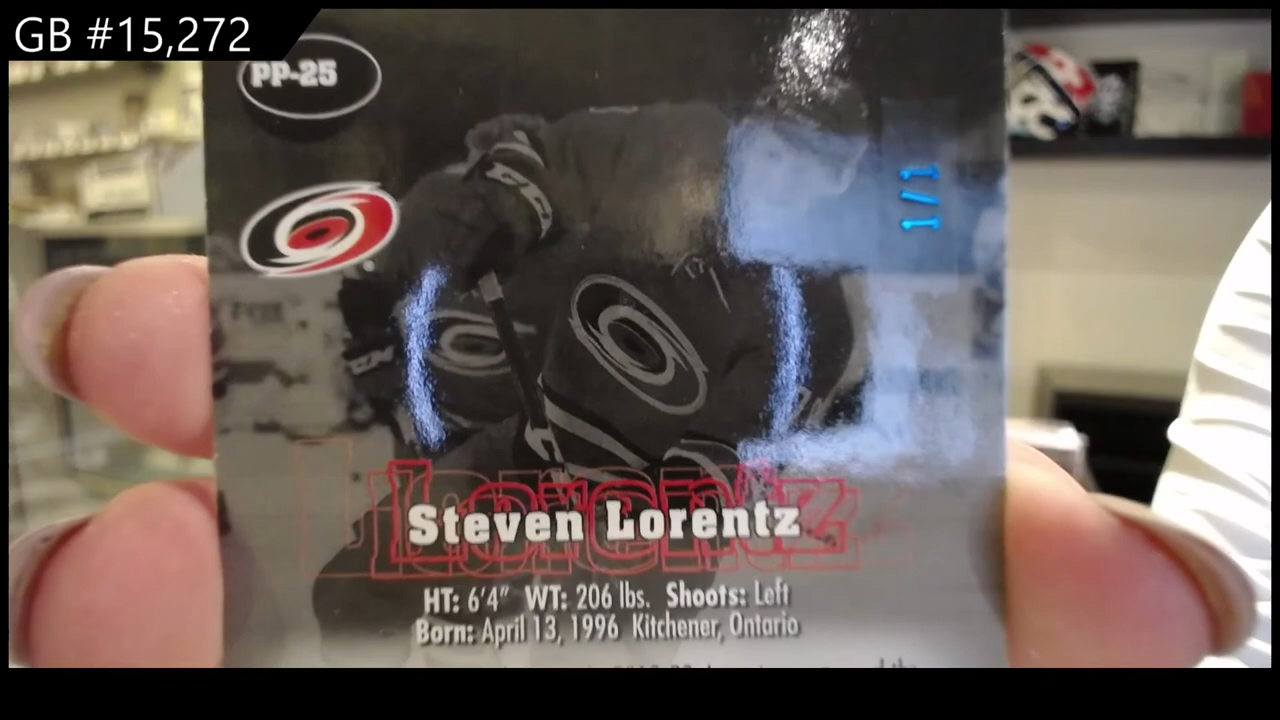 GB #15,272
PP-25
1/1
CCM
Lorentz
Steven Lorentz
HT: 6'4" WT: 206 lbs. Shoots: Left
Born: April 13, 1996 Kitchener, Ontario